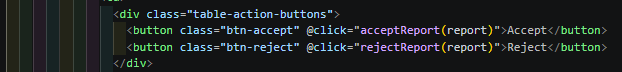 <div class="table-action-buttons">
<button class="btn-accept" @click="acceptReport(report)">Accept</button>
<button class="btn-reject" @click="rejectReport(report)">Reject</button>
</div>